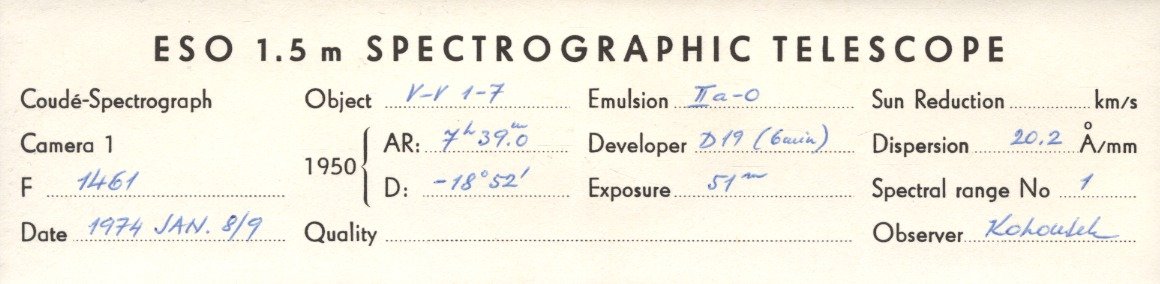 ESO 1.5 m SPECTROGRAPHIC TELESCOPE
Coudé-Spectrograph Object V-V 1-7 Emulsion IIa-O Sun Reduction km/s
Camera 1 1950 { AR: 7ʰ39.ᵐ0 Developer D19 (6min) Dispersion 20.2 Å/mm
F 1461 D: -18°52' Exposure 51ᵐ Spectral range No 1
Date 1974 JAN. 8/9 Quality Observer Kohoutek